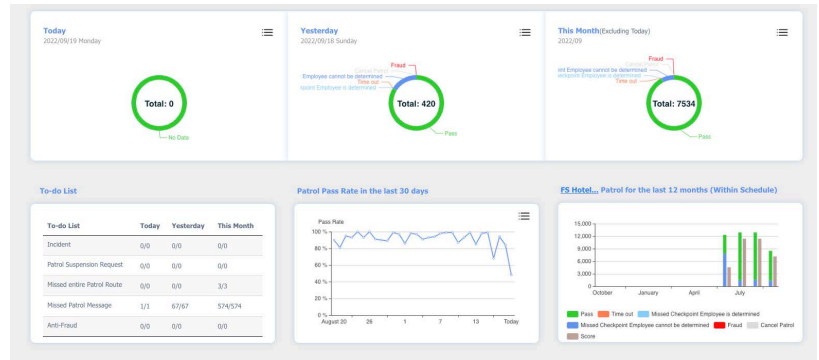 Today
2022/09/19 Monday
Total: 0
No Data
Yesterday
2022/09/18 Sunday
Fraud
Cancel Patrol
Employee cannot be determined
Time out
point Employee is determined
Total: 420
Pass
This Month(Excluding Today)
2022/09
Fraud
Cancel Patrol
Employee cannot be determined
Employee is determined
Time out
Total: 7534
Pass
To-do List
To-do List Today Yesterday This Month
Incident 0/0 0/0 0/0
Patrol Suspension Request 0/0 0/0 0/0
Missed entire Patrol Route 0/0 0/0 3/3
Missed Patrol Message 1/1 67/67 574/574
Anti-Fraud 0/0 0/0 0/0
Patrol Pass Rate in the last 30 days
Pass Rate
100 %
80 %
60 %
40 %
20 %
0 %
August 20 26 1 7 13 Today
FS Hotel... Patrol for the last 12 months (Within Schedule)
15,000
12,000
9,000
6,000
3,000
0
October January April July
Pass Time out Missed Checkpoint Employee is determined
Missed Checkpoint Employee cannot be determined Fraud Cancel Patrol
Score